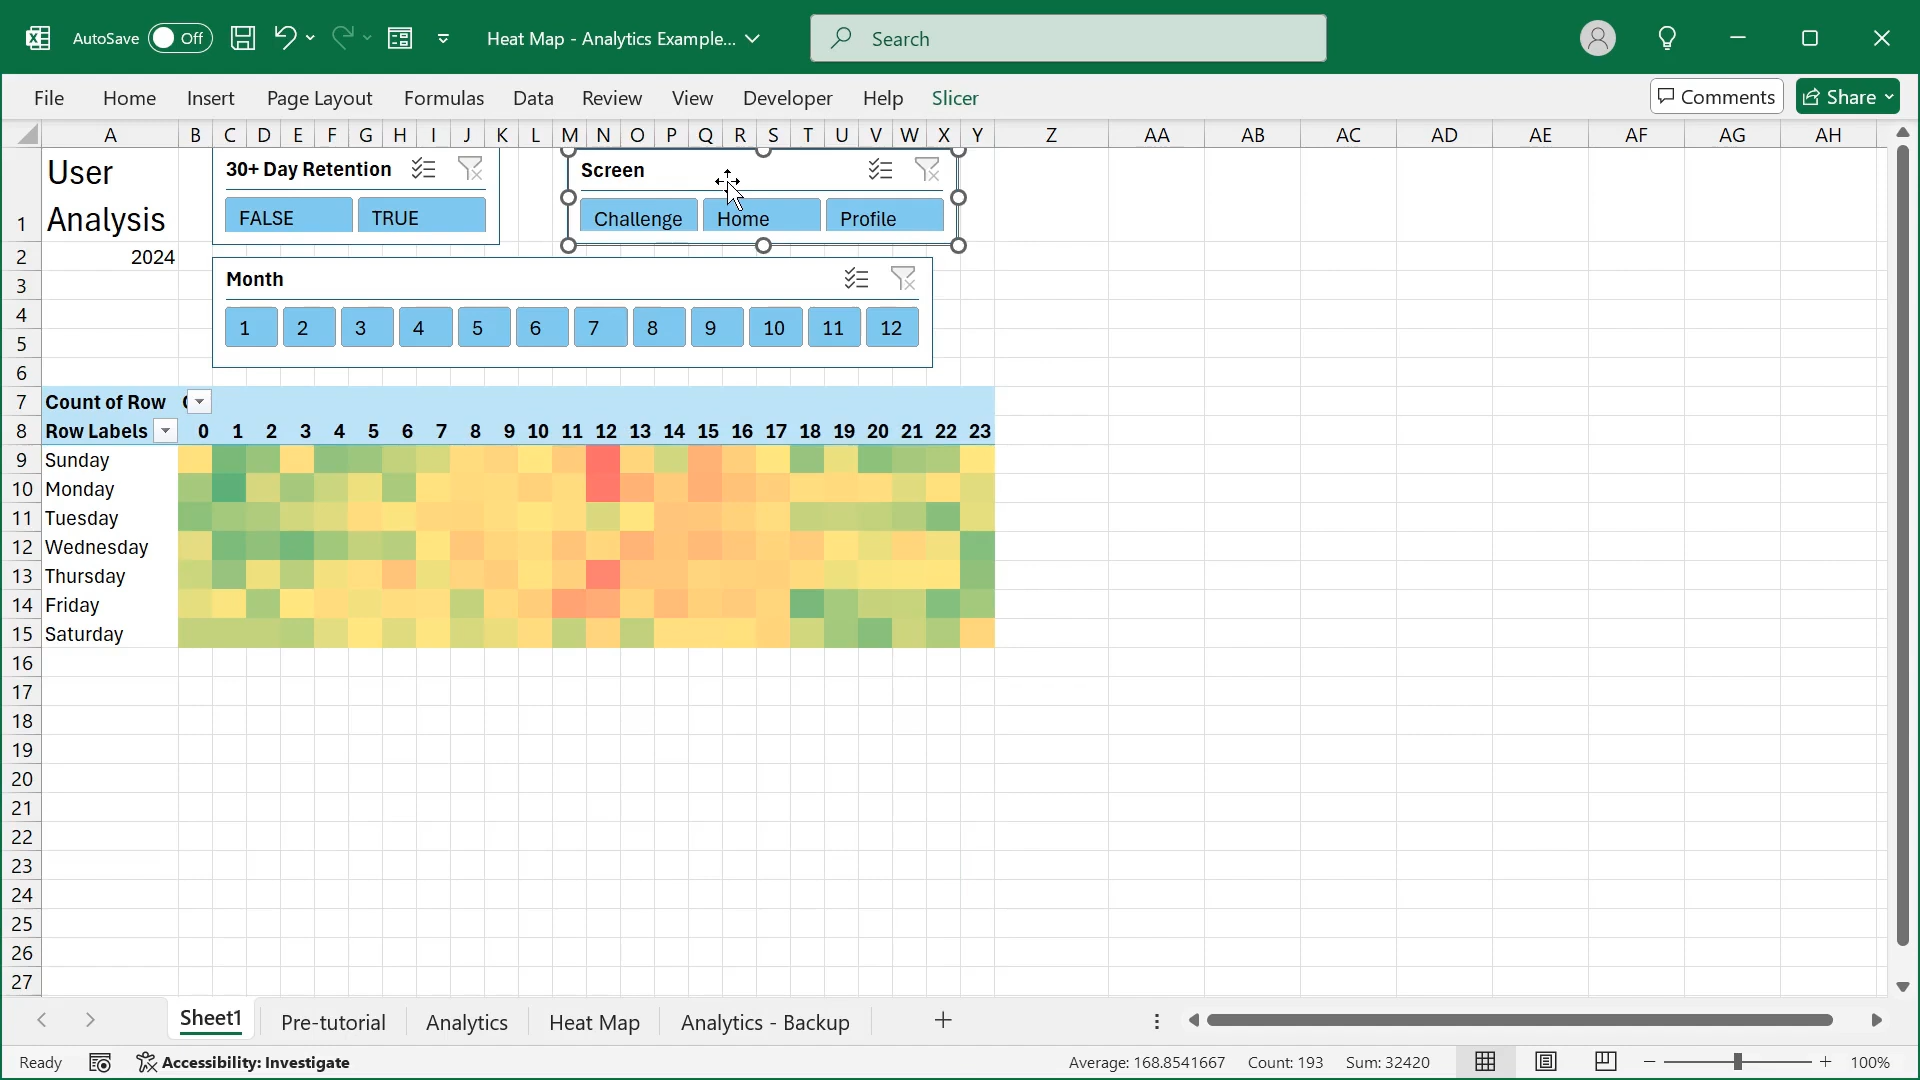 AutoSave Off Heat Map - Analytics Example... Search
File Home Insert Page Layout Formulas Data Review View Developer Help Slicer Comments Share
A B C D E F G H I J K L M N O P Q R S T U V W X Y Z AA AB AC AD AE AF AG AH
1 User Analysis
30+ Day Retention
FALSE TRUE
Screen
Challenge Home Profile
2 2024
3 Month
4 1 2 3 4 5 6 7 8 9 10 11 12
5
6
7 Count of Row
8 Row Labels 0 1 2 3 4 5 6 7 8 9 10 11 12 13 14 15 16 17 18 19 20 21 22 23
9 Sunday
10 Monday
11 Tuesday
12 Wednesday
13 Thursday
14 Friday
15 Saturday
16
17
18
19
20
21
22
23
24
25
26
27
Sheet1 Pre-tutorial Analytics Heat Map Analytics - Backup
Ready Accessibility: Investigate Average: 168.8541667 Count: 193 Sum: 32420 100%